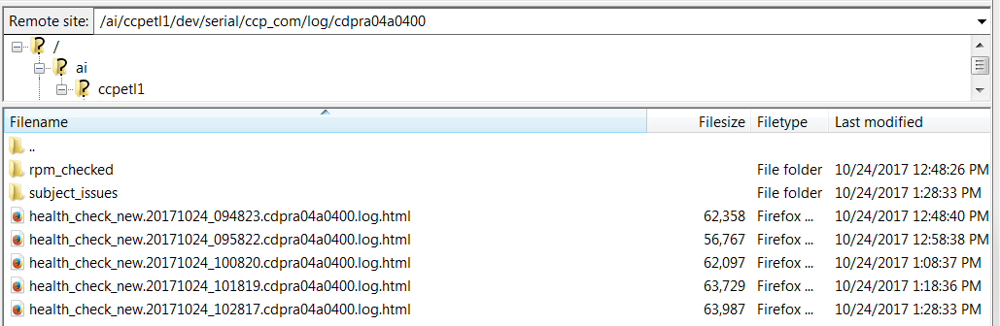 Remote site: /ai/ccpetl1/dev/serial/ccp_com/log/cdpra04a0400
/
ai
ccpetl1
Filename Filesize Filetype Last modified
..
rpm_checked File folder 10/24/2017 12:48:26 PM
subject_issues File folder 10/24/2017 1:28:33 PM
health_check_new.20171024_094823.cdpra04a0400.log.html 62,358 Firefox ... 10/24/2017 12:48:40 PM
health_check_new.20171024_095822.cdpra04a0400.log.html 56,767 Firefox ... 10/24/2017 12:58:38 PM
health_check_new.20171024_100820.cdpra04a0400.log.html 62,097 Firefox ... 10/24/2017 1:08:37 PM
health_check_new.20171024_101819.cdpra04a0400.log.html 63,729 Firefox ... 10/24/2017 1:18:36 PM
health_check_new.20171024_102817.cdpra04a0400.log.html 63,987 Firefox ... 10/24/2017 1:28:33 PM